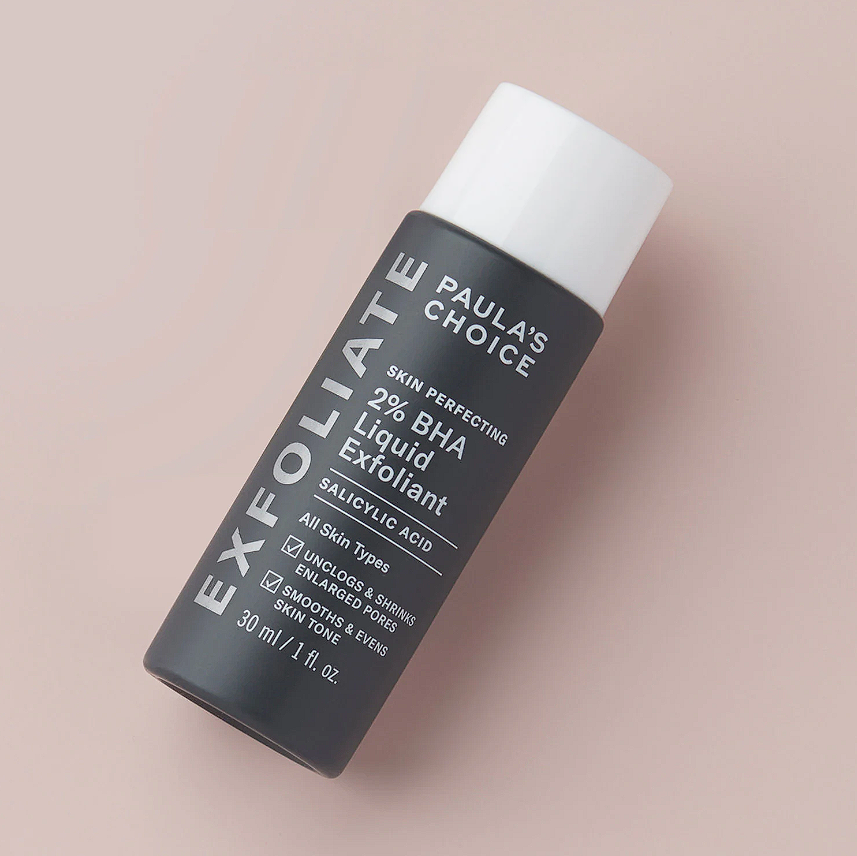 EXFOLIATE
PAULA'S
CHOICE
SKIN PERFECTING
2% BHA
Liquid
Exfoliant
SALICYLIC ACID
All Skin Types
UNCLOGS & SHRINKS
ENLARGED PORES
SMOOTHS & EVENS
SKIN TONE
30 ml / 1 fl. oz.